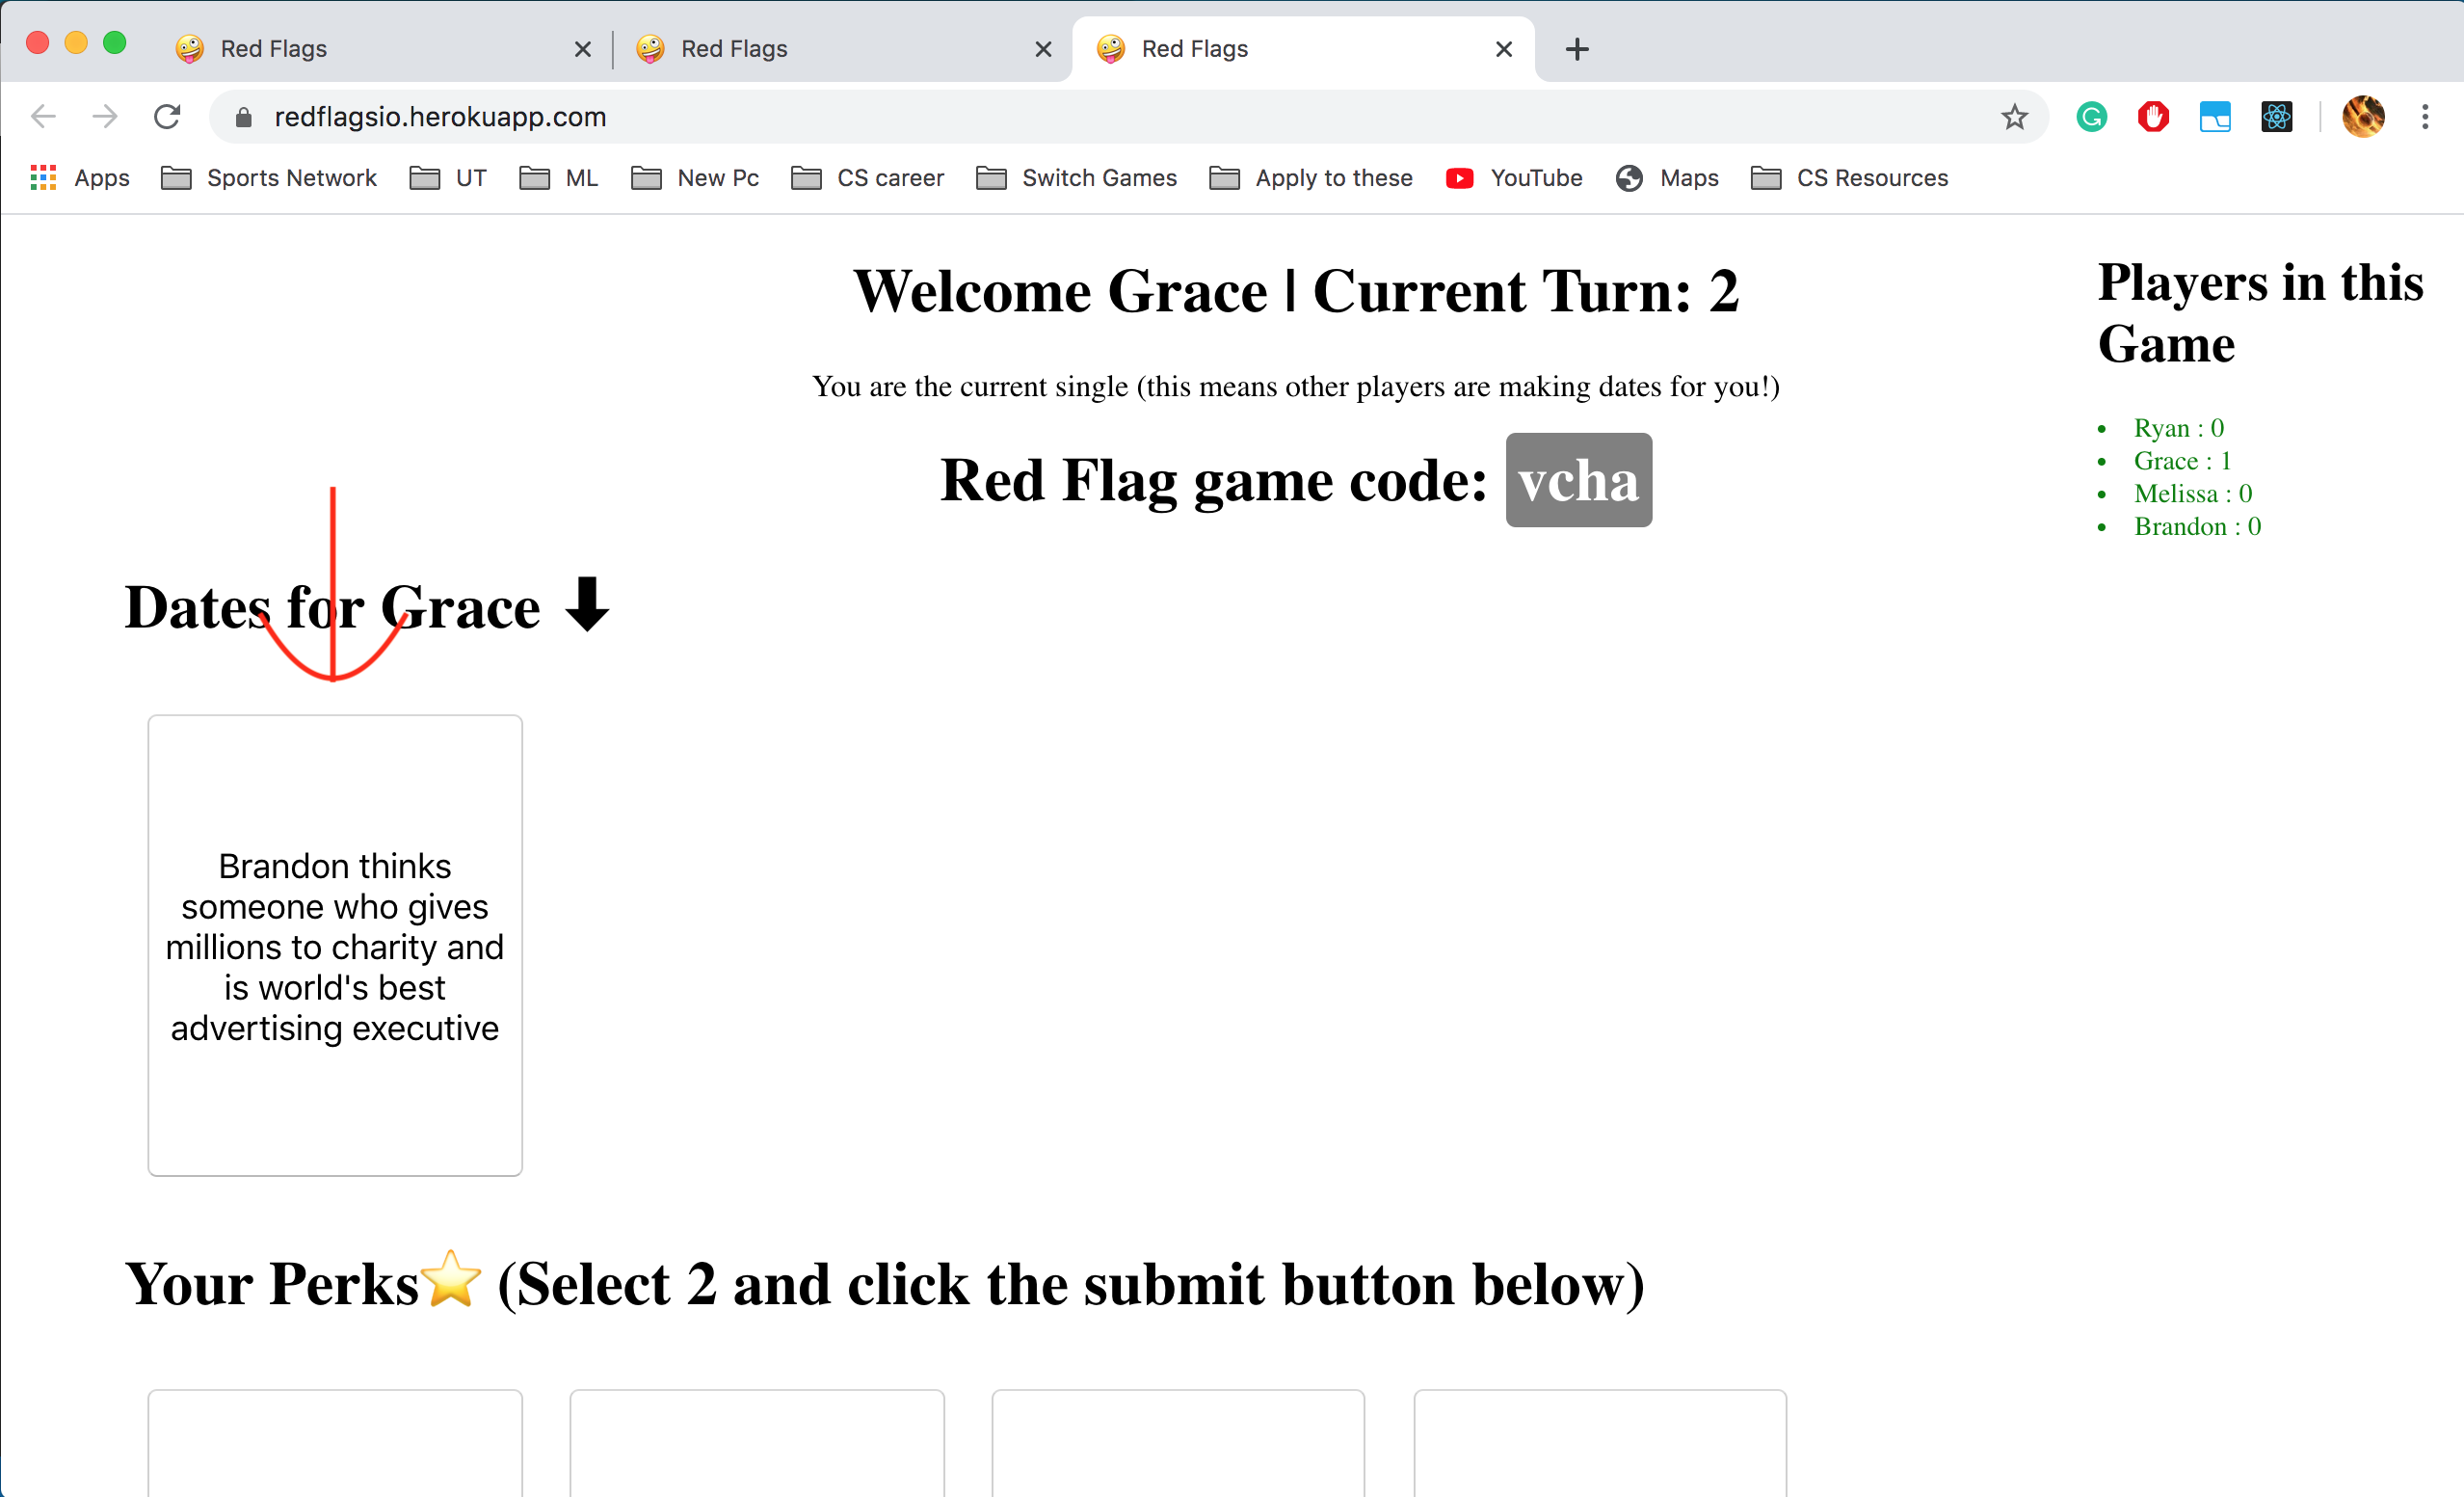 Red Flags
Red Flags
Red Flags
redflagsio.herokuapp.com
Apps
Sports Network
UT
ML
New Pc
CS career
Switch Games
Apply to these
YouTube
Maps
CS Resources
Welcome Grace | Current Turn: 2
You are the current single (this means other players are making dates for you!)
Red Flag game code: vcha
Players in this
Game
Ryan : 0
Grace : 1
Melissa : 0
Brandon : 0
Dates for Grace ⬇
Brandon thinks
someone who gives
millions to charity and
is world's best
advertising executive
Your Perks⭐ (Select 2 and click the submit button below)